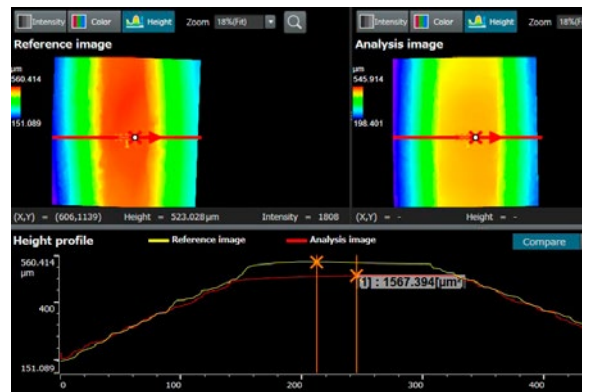 Intensity Color Height Zoom 18%(Fit)
Intensity Color Height Zoom 18%(F
Reference image
Analysis image
µm
560.414
151.089
µm
545.914
198.401
(X,Y) = (606,1139) Height = 523.028µm Intensity = 1808
(X,Y) = - Height = -
Height profile Reference image Analysis image Compare
560.414
µm
400
151.089
1] : 1567.394[µm²]
0 100 200 300 400